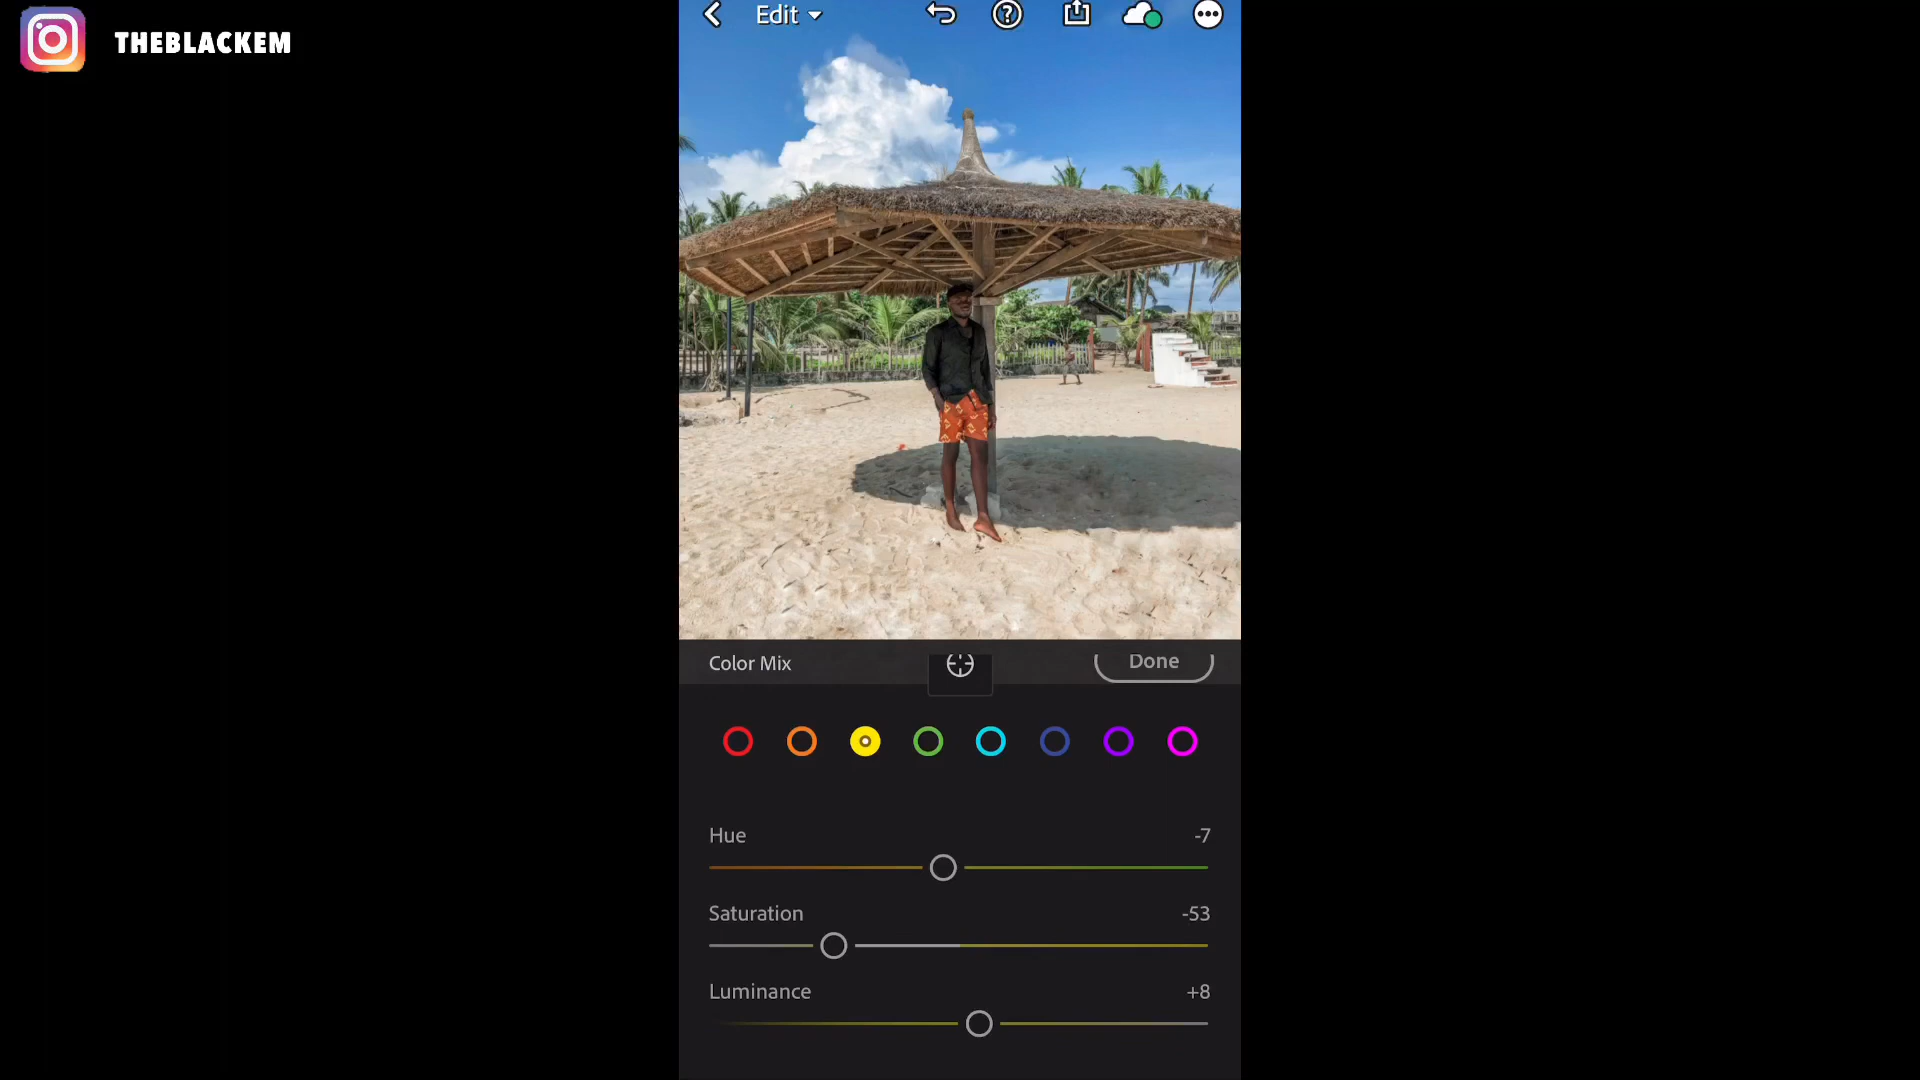 THEBLACKEM
Edit
Color Mix
Done
Hue
-7
Saturation
-53
Luminance
+8